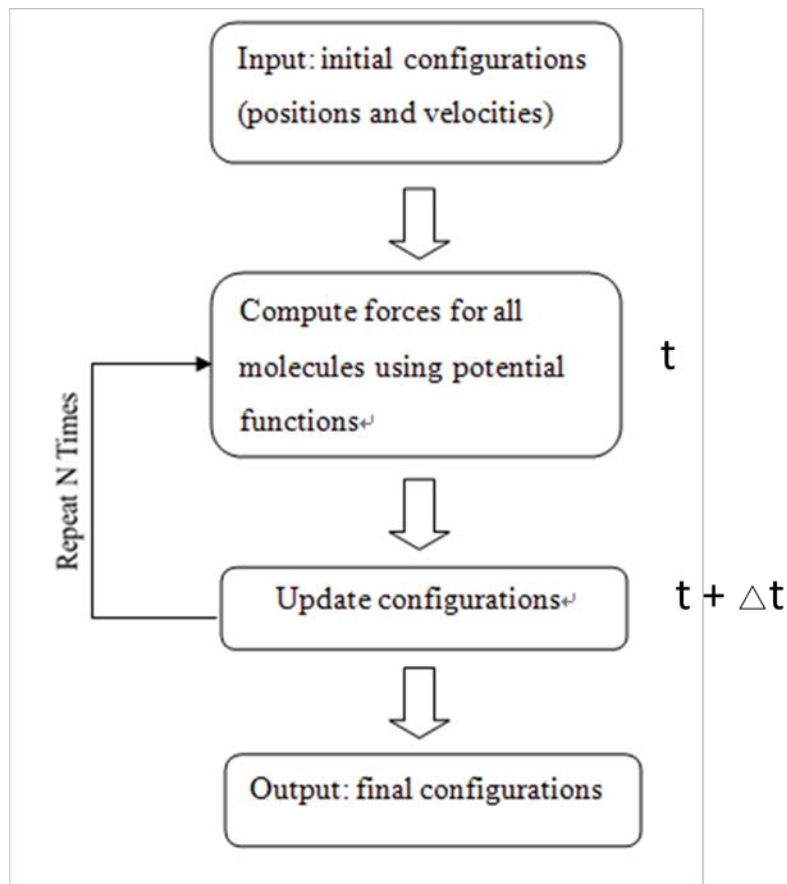 Input: initial configurations
(positions and velocities)
Compute forces for all
molecules using potential
functions↵
t
Repeat N Times
Update configurations↵
t + △t
Output: final configurations